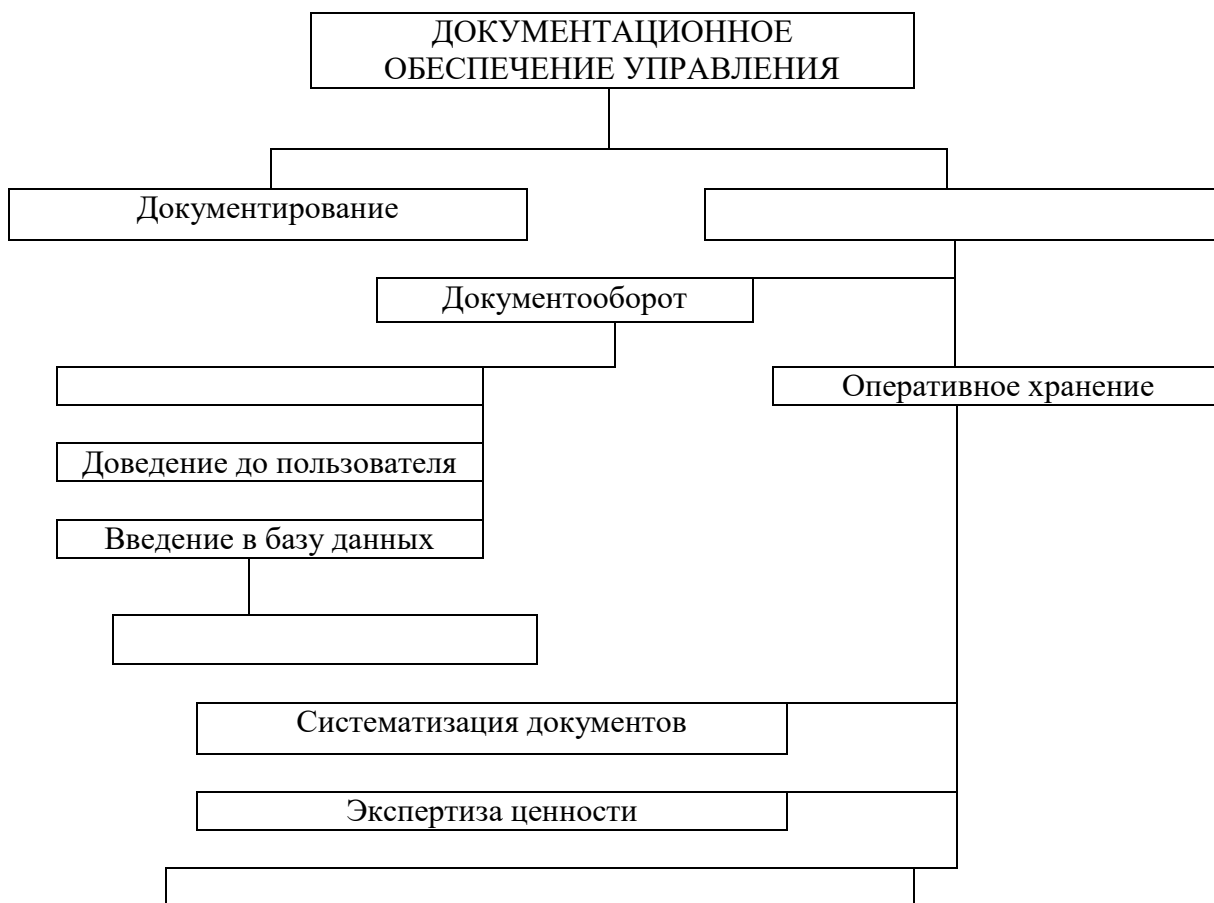 ДОКУМЕНТАЦИОННОЕ
ОБЕСПЕЧЕНИЕ УПРАВЛЕНИЯ
Документирование
Документооборот
Оперативное хранение
Доведение до пользователя
Введение в базу данных
Систематизация документов
Экспертиза ценности